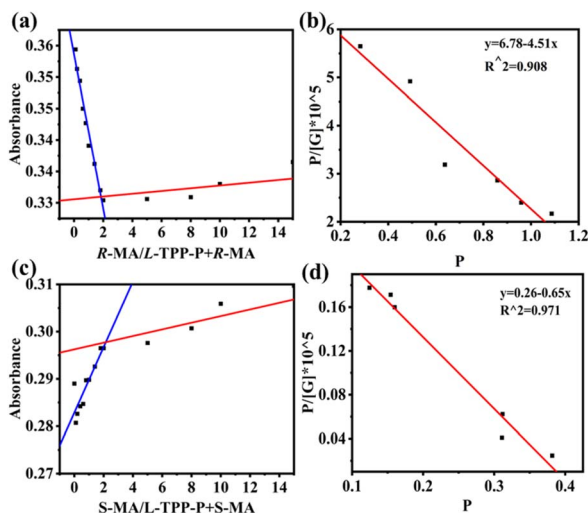 (a)
0.36
0.35
0.34
0.33
Absorbance
0 2 4 6 8 10 12 14
R-MA/L-TPP-P+R-MA
(b)
y=6.78-4.51x
R^2=0.908
6
5
4
3
2
P/[G]*10^5
0.2 0.4 0.6 0.8 1.0 1.2
P
(c)
0.31
0.30
0.29
0.28
0.27
Absorbance
0 2 4 6 8 10 12 14
S-MA/L-TPP-P+S-MA
(d)
y=0.26-0.65x
R^2=0.971
0.16
0.12
0.08
0.04
P/[G]*10^5
0.1 0.2 0.3 0.4
P